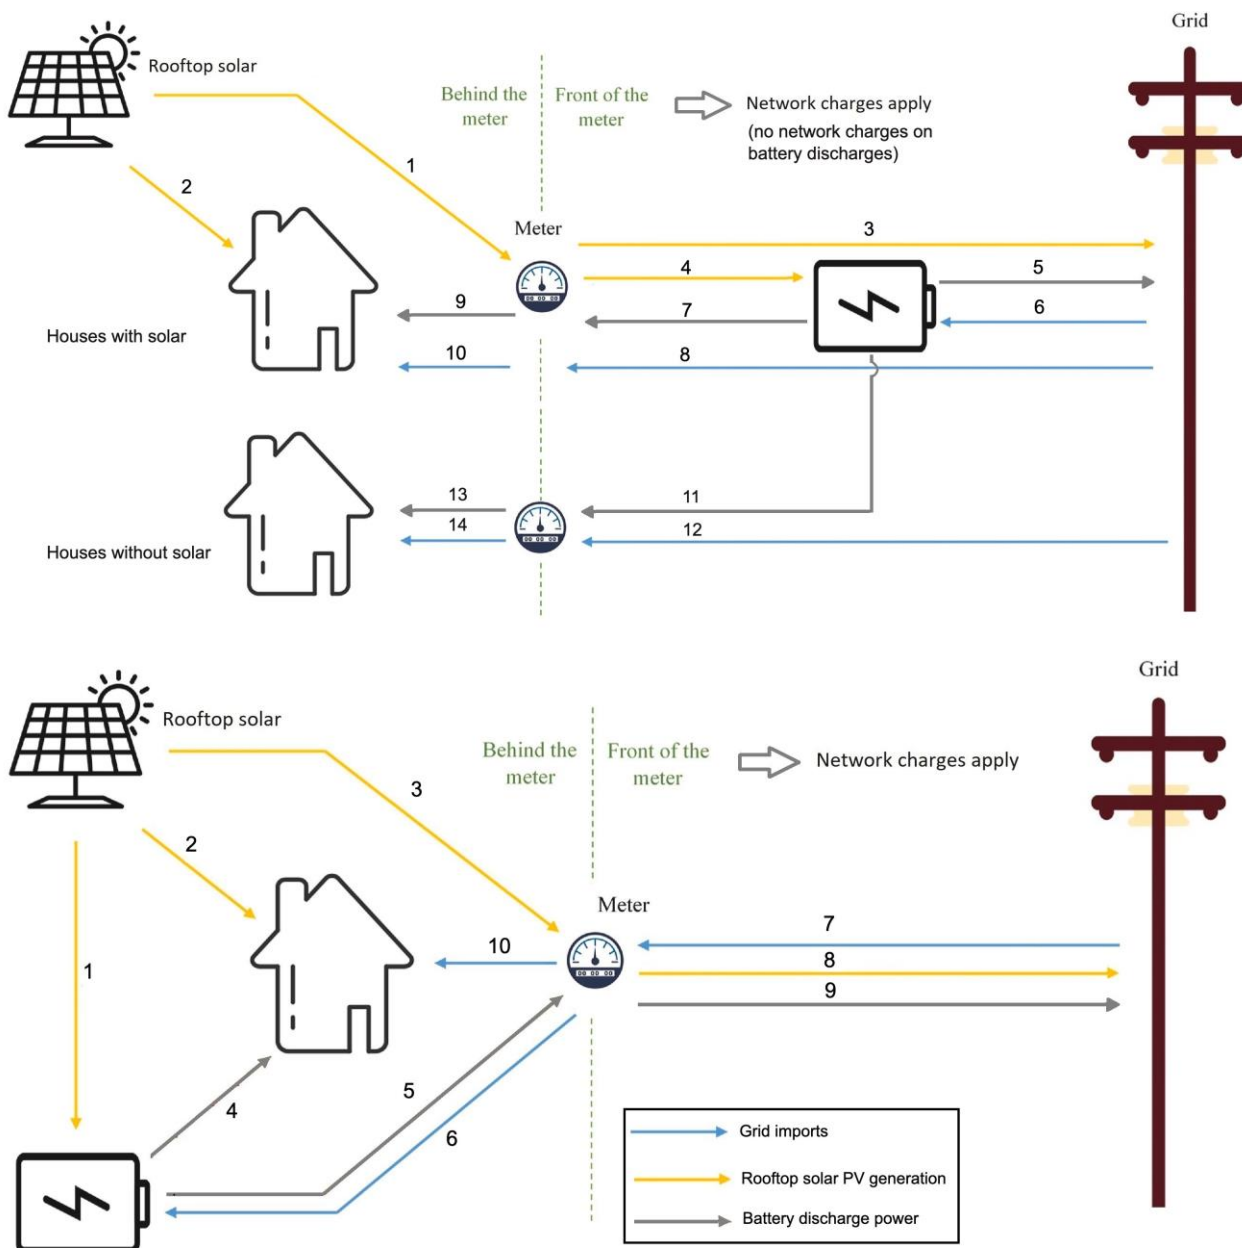 Grid
Rooftop solar
Behind the
meter
Front of the
meter
Network charges apply
(no network charges on
battery discharges)
1
2
Meter
3
4
5
6
7
8
9
10
Houses with solar
11
12
13
14
Houses without solar
Grid
Rooftop solar
Behind the
meter
Front of the
meter
Network charges apply
3
2
Meter
10
7
8
9
1
5
4
6
Grid imports
Rooftop solar PV generation
Battery discharge power